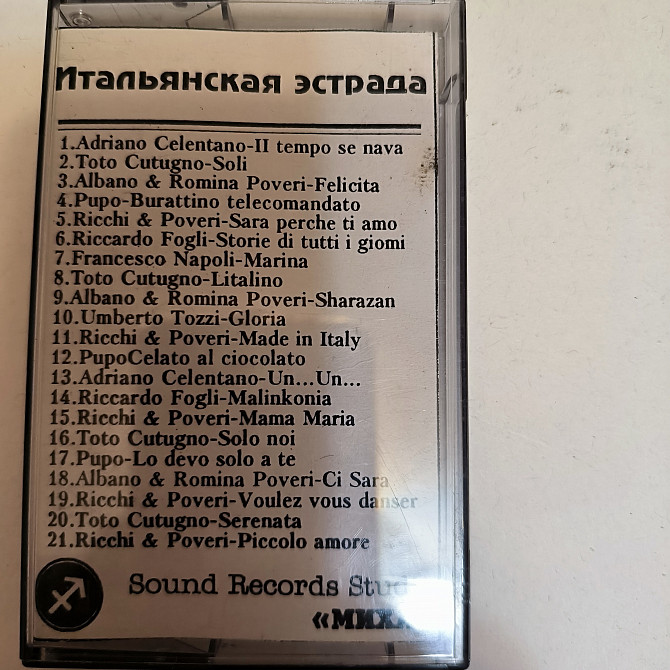 Итальянская эстрада
1.Adriano Celentano-II tempo se nava
2.Toto Cutugno-Soli
3.Albano & Romina Poveri-Felicita
4.Pupo-Burattino telecomandato
5.Ricchi & Poveri-Sara perche ti amo
6.Riccardo Fogli-Storie di tutti i giomi
7.Francesco Napoli-Marina
8.Toto Cutugno-Litalino
9.Albano & Romina Poveri-Sharazan
10.Umberto Tozzi-Gloria
11.Ricchi & Poveri-Made in Italy
12.PupoCelato al ciocolato
13.Adriano Celentano-Un...Un...
14.Riccardo Fogli-Malinkonia
15.Ricchi & Poveri-Mama Maria
16.Toto Cutugno-Solo noi
17.Pupo-Lo devo solo a te
18.Albano & Romina Poveri-Ci Sara
19.Ricchi & Poveri-Voulez vous danser
20.Toto Cutugno-Serenata
21.Ricchi & Poveri-Piccolo amore
Sound Records